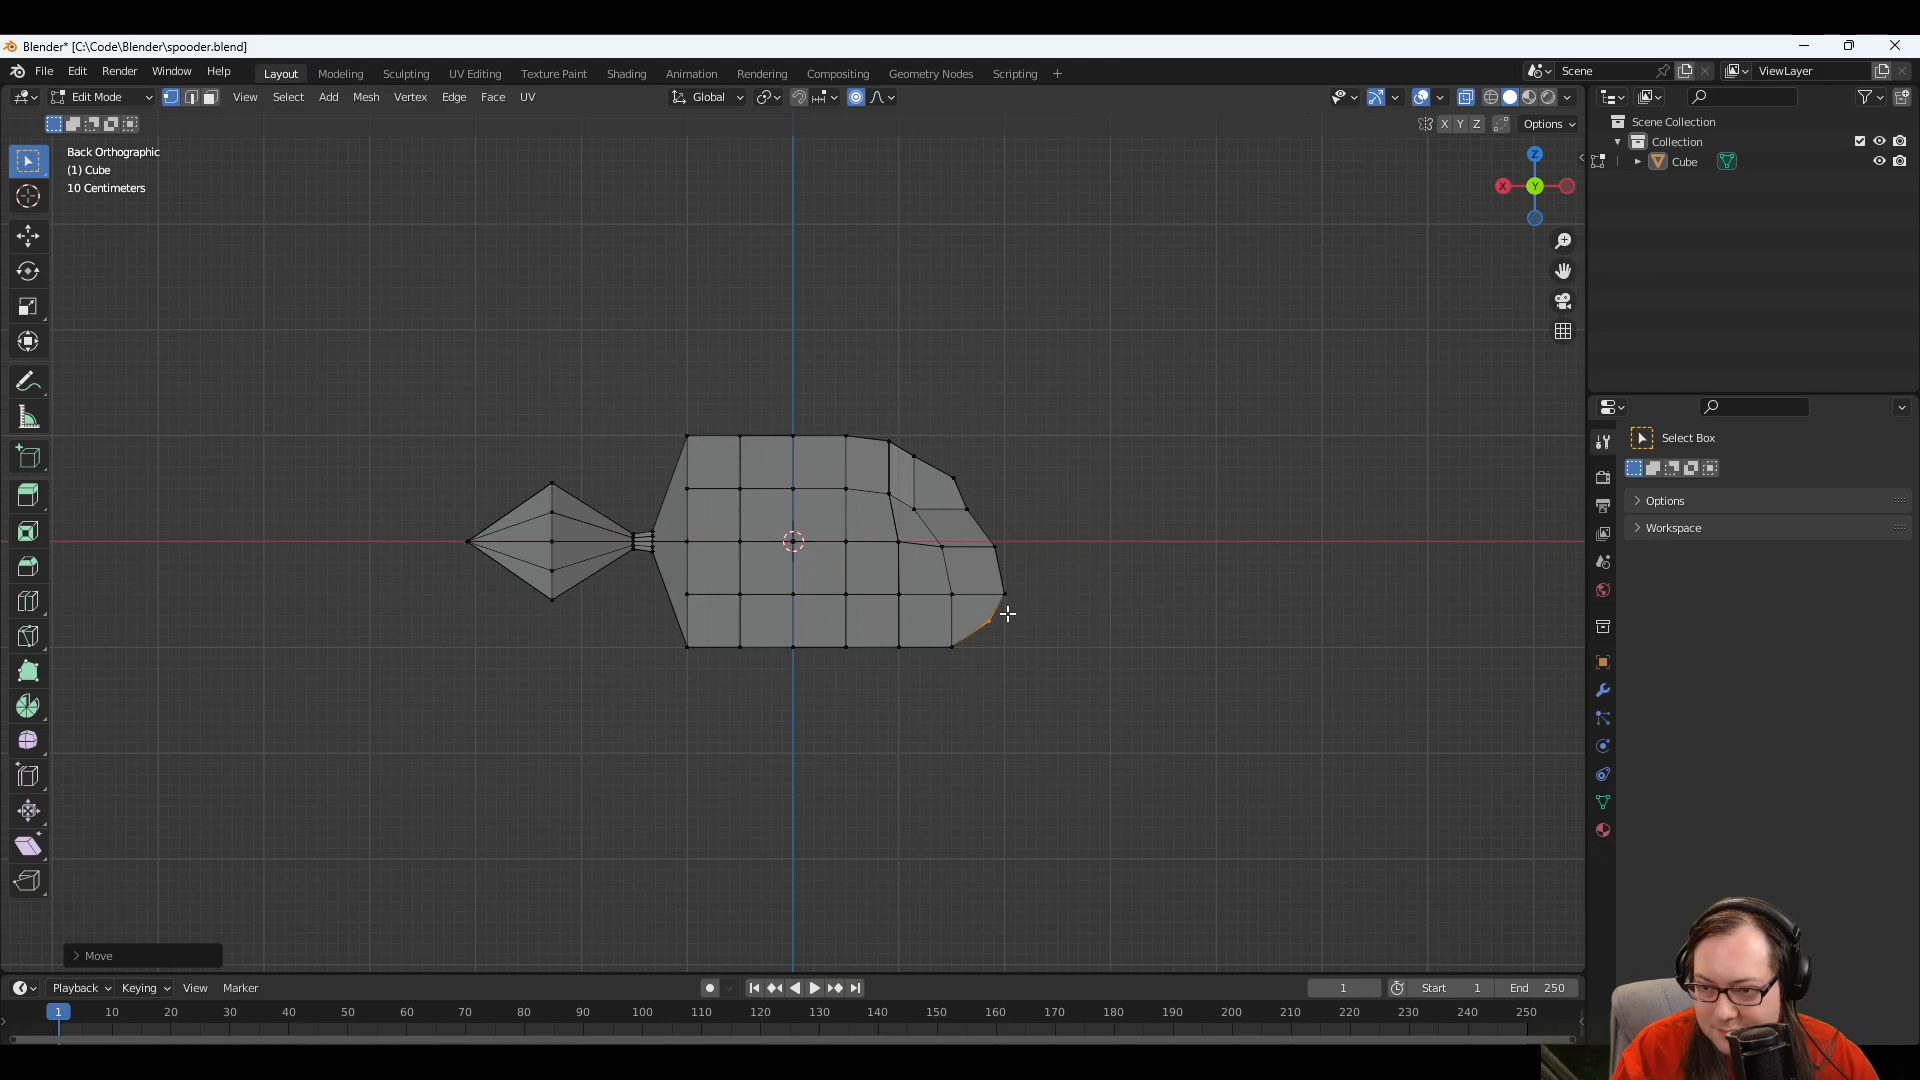 Blender* [C:\Code\Blender\spooder.blend]
File Edit Render Window Help
Layout Modeling Sculpting UV Editing Texture Paint Shading Animation Rendering Compositing Geometry Nodes Scripting +
Scene
ViewLayer
Edit Mode View Select Add Mesh Vertex Edge Face UV
Global
X Y Z
Options
Scene Collection
Collection
Cube
Back Orthographic
(1) Cube
10 Centimeters
Z
X
Y
Select Box
Options
Workspace
Move
Playback Keying View Marker
1
Start 1
End 250
1 10 20 30 40 50 60 70 80 90 100 110 120 130 140 150 160 170 180 190 200 210 220 230 240 250